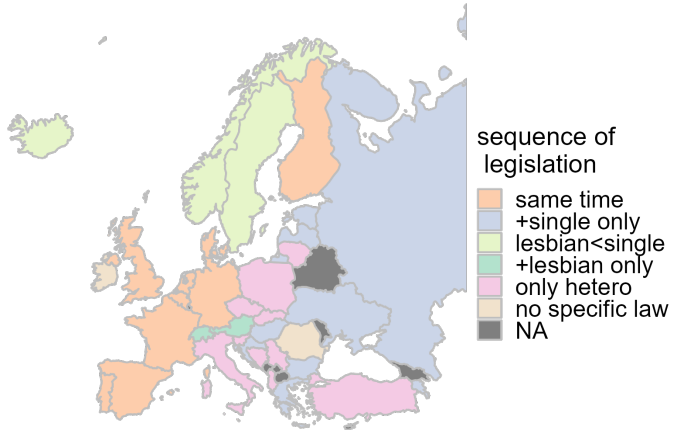 sequence of
legislation
same time
+single only
lesbian<single
+lesbian only
only hetero
no specific law
NA